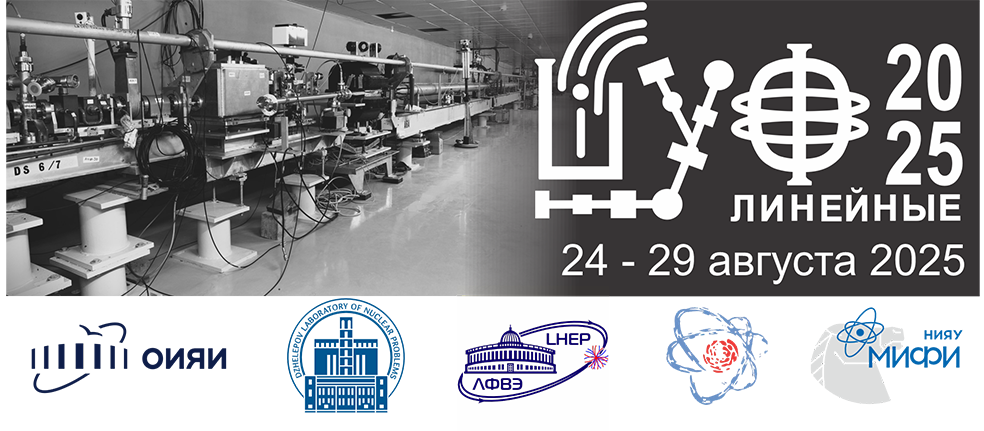 DS 6/7
20
25
ЛИНЕЙНЫЕ
24 - 29 августа 2025
ОИЯИ
DZHELEPOV LABORATORY OF NUCLEAR PROBLEMS
LHEP
ЛФВЭ
НИЯУ
МИФИ